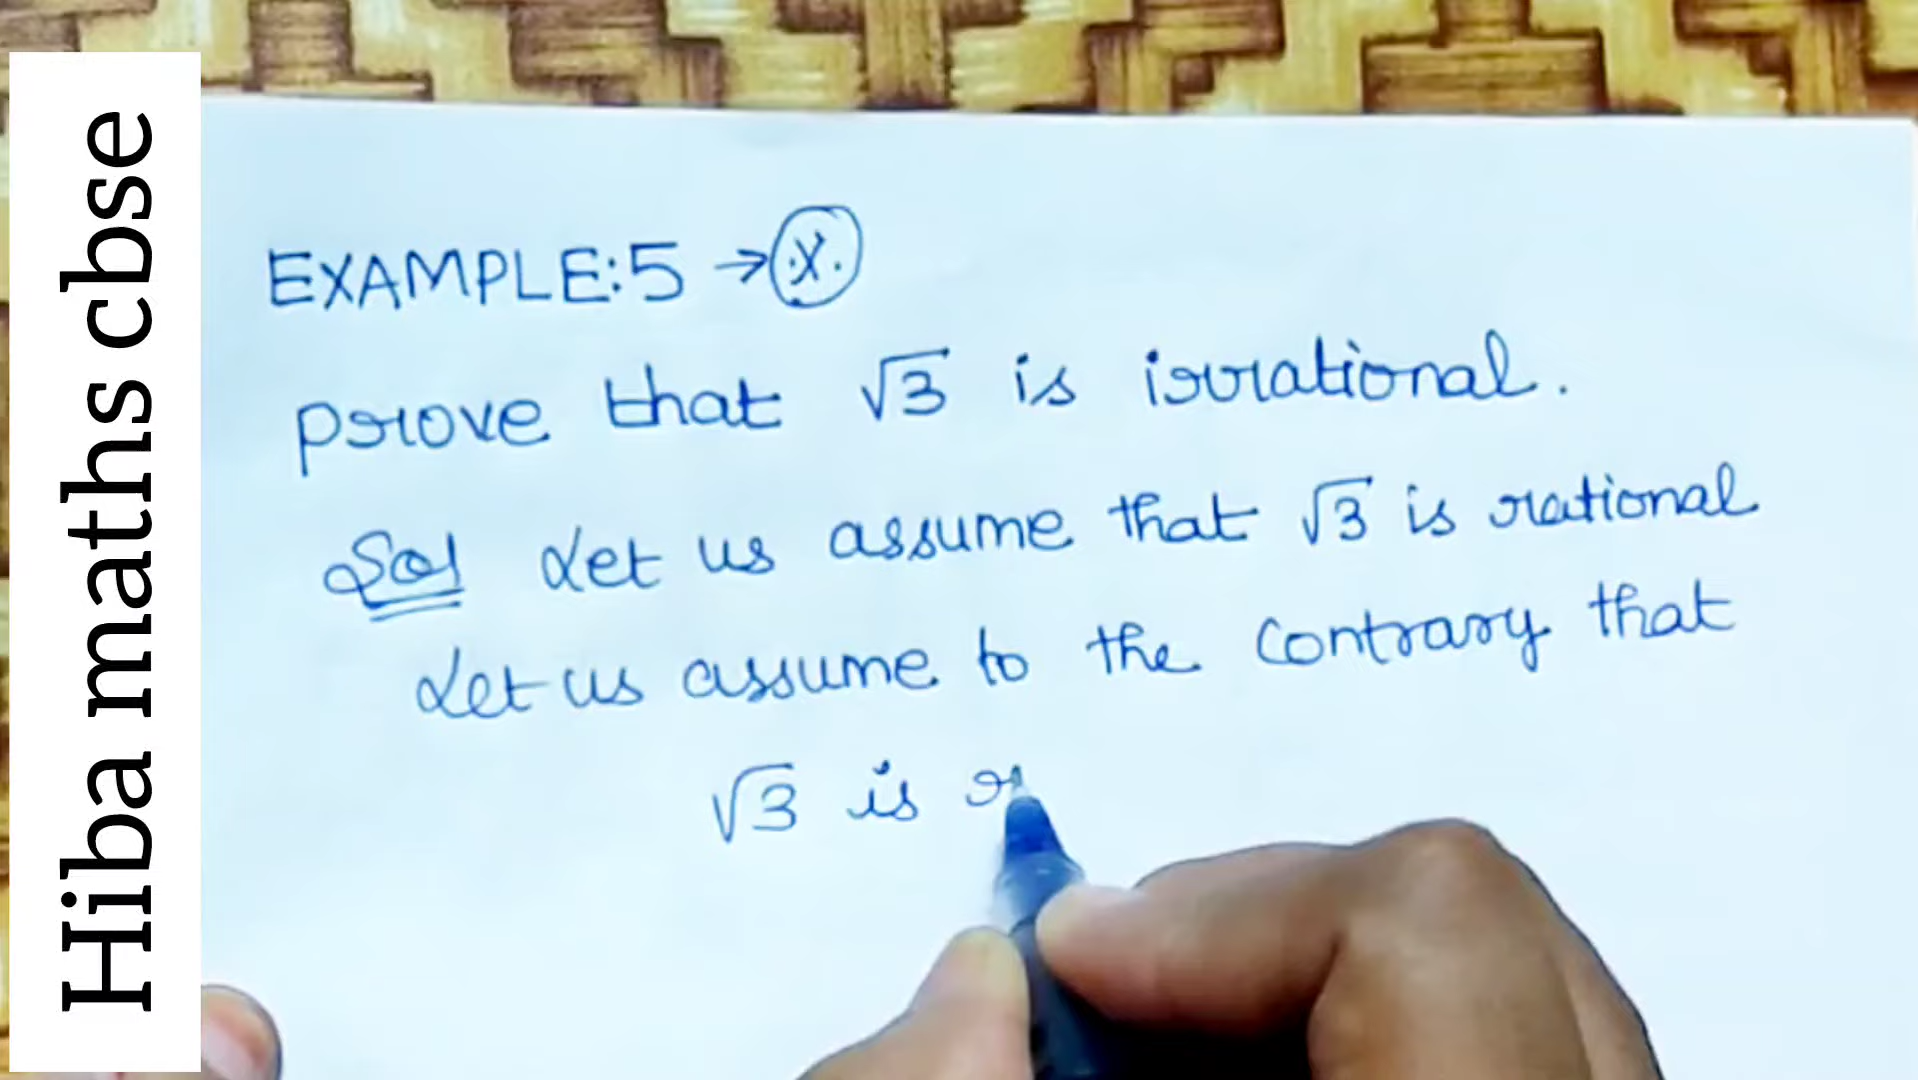 Hiba maths cbse
EXAMPLE:5 → .X.
prove that √3 is irrational.
Sol Let us assume that √3 is rational
Let us assume to the contrary that
√3 is r